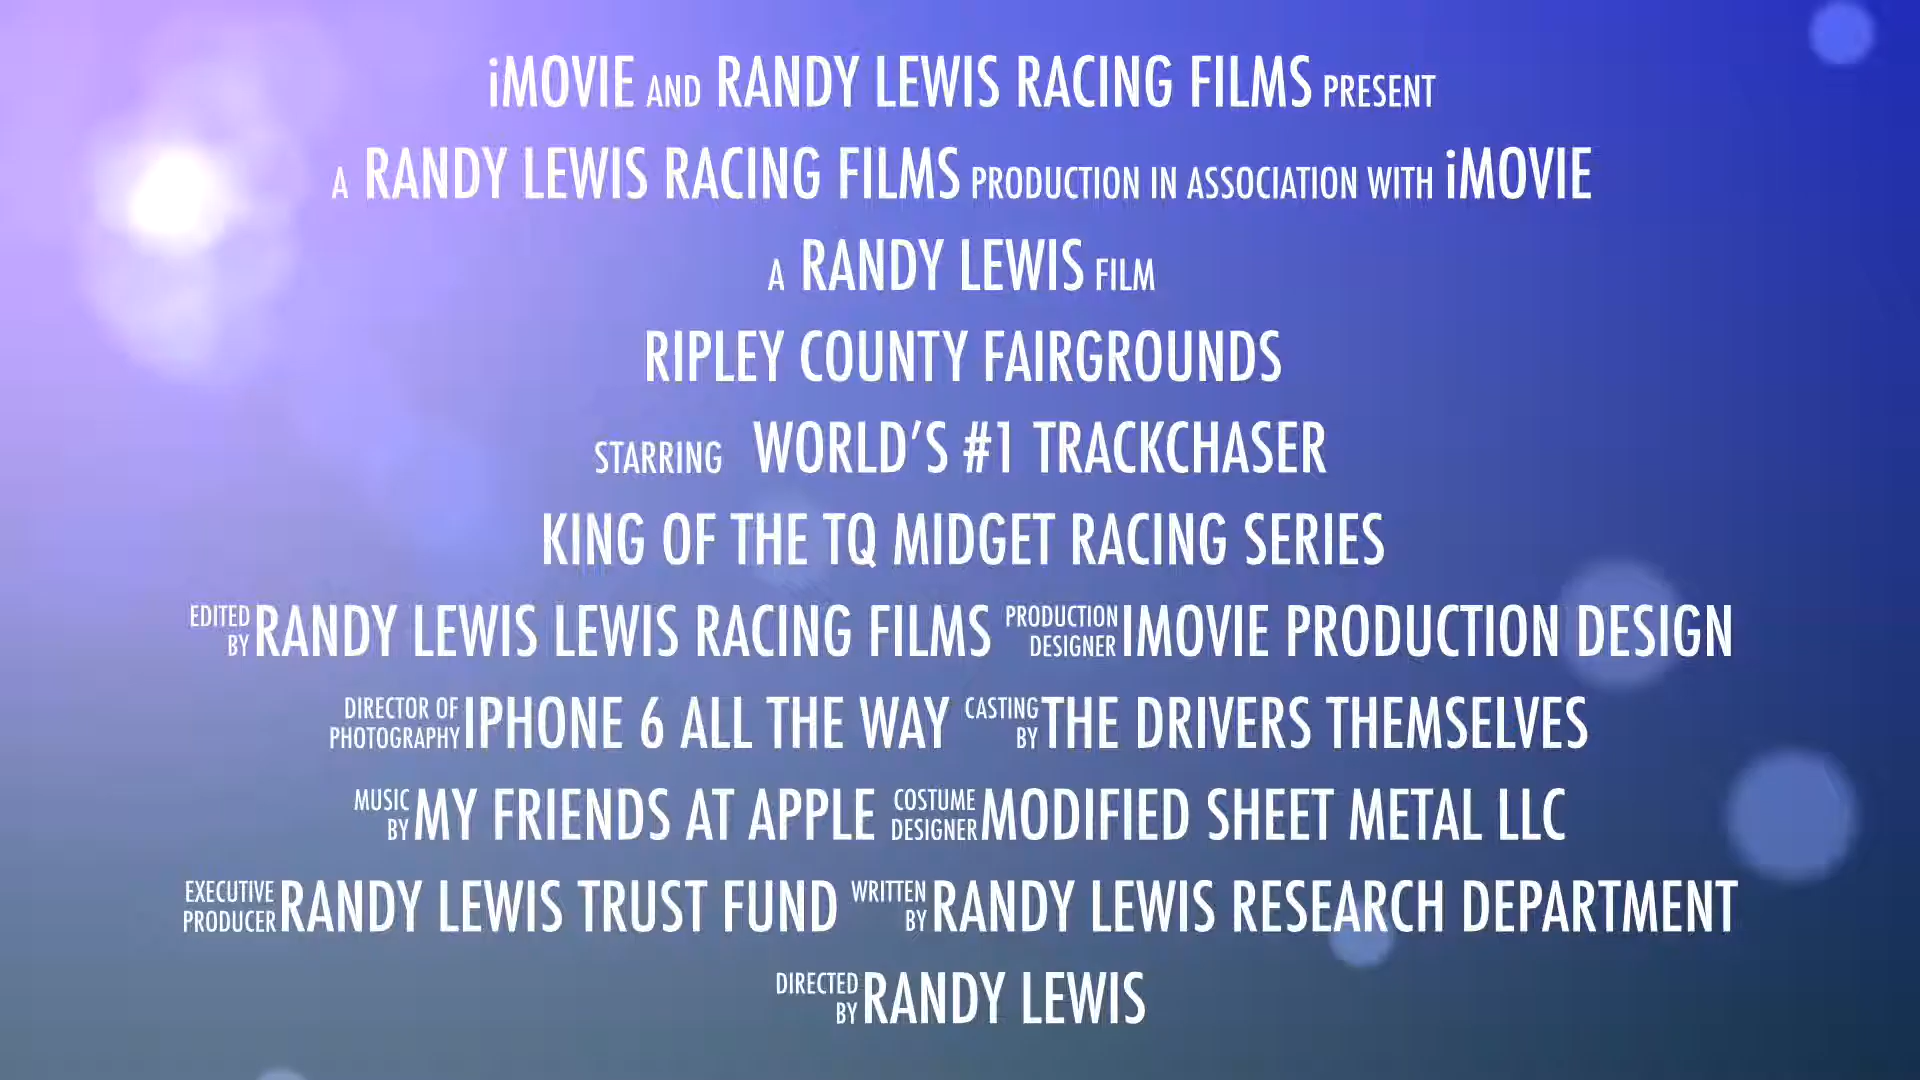 iMOVIE AND RANDY LEWIS RACING FILMS PRESENT
A RANDY LEWIS RACING FILMS PRODUCTION IN ASSOCIATION WITH iMOVIE
A RANDY LEWIS FILM
RIPLEY COUNTY FAIRGROUNDS
STARRING WORLD'S #1 TRACKCHASER
KING OF THE TQ MIDGET RACING SERIES
EDITED BY RANDY LEWIS LEWIS RACING FILMS PRODUCTION DESIGNER IMOVIE PRODUCTION DESIGN
DIRECTOR OF PHOTOGRAPHY IPHONE 6 ALL THE WAY CASTING BY THE DRIVERS THEMSELVES
MUSIC BY MY FRIENDS AT APPLE COSTUME DESIGNER MODIFIED SHEET METAL LLC
EXECUTIVE PRODUCER RANDY LEWIS TRUST FUND WRITTEN BY RANDY LEWIS RESEARCH DEPARTMENT
DIRECTED BY RANDY LEWIS